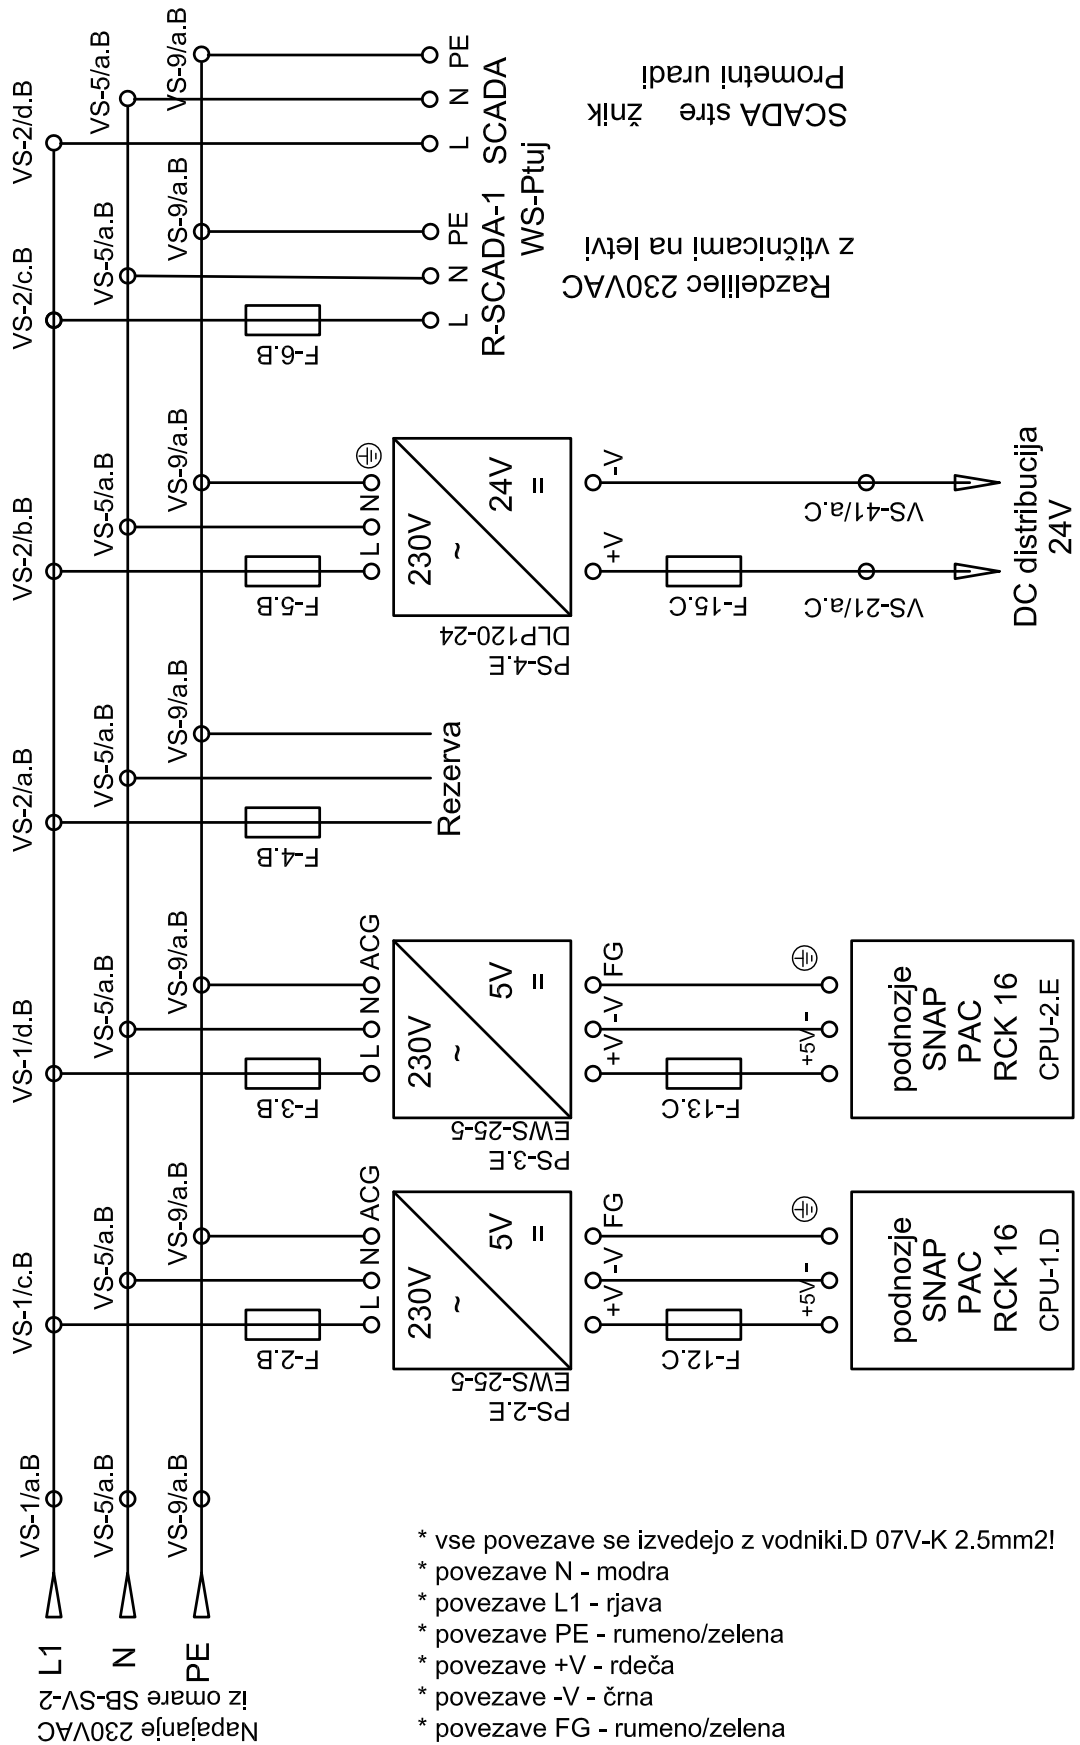 Napajanje 230VAC
iz omare SB-SV-2
L1
N
PE
VS-1/a.B
VS-5/a.B
VS-9/a.B
VS-1/c.B
VS-5/a.B
VS-9/a.B
F-2.B
L
N
ACG
PS-2.E
EWS-25-5
230V
~
5V
=
+V
-V
FG
F-12.C
+5V
-
podnozje
SNAP
PAC
RCK 16
CPU-1.D
VS-1/d.B
VS-5/a.B
VS-9/a.B
F-3.B
L
N
ACG
PS-3.E
EWS-25-5
230V
~
5V
=
+V
-V
FG
F-13.C
+5V
-
podnozje
SNAP
PAC
RCK 16
CPU-2.E
VS-2/a.B
VS-5/a.B
VS-9/a.B
F-4.B
Rezerva
VS-2/b.B
VS-5/a.B
VS-9/a.B
F-5.B
L
N
PS-4.E
DLP120-24
230V
~
24V
=
+V
-V
F-15.C
VS-21/a.C
VS-41/a.C
DC distribucija
24V
VS-2/c.B
VS-5/a.B
VS-9/a.B
F-6.B
L
N
PE
R-SCADA-1
VS-2/d.B
VS-5/a.B
VS-9/a.B
L
N
PE
SCADA
WS-Ptuj
Razdelilec 230VAC
z vtičnicami na letvi
SCADA stre žnik
Prometni uradi
* vse povezave se izvedejo z vodniki.D 07V-K 2.5mm2!
* povezave N - modra
* povezave L1 - rjava
* povezave PE - rumeno/zelena
* povezave +V - rdeča
* povezave -V - črna
* povezave FG - rumeno/zelena